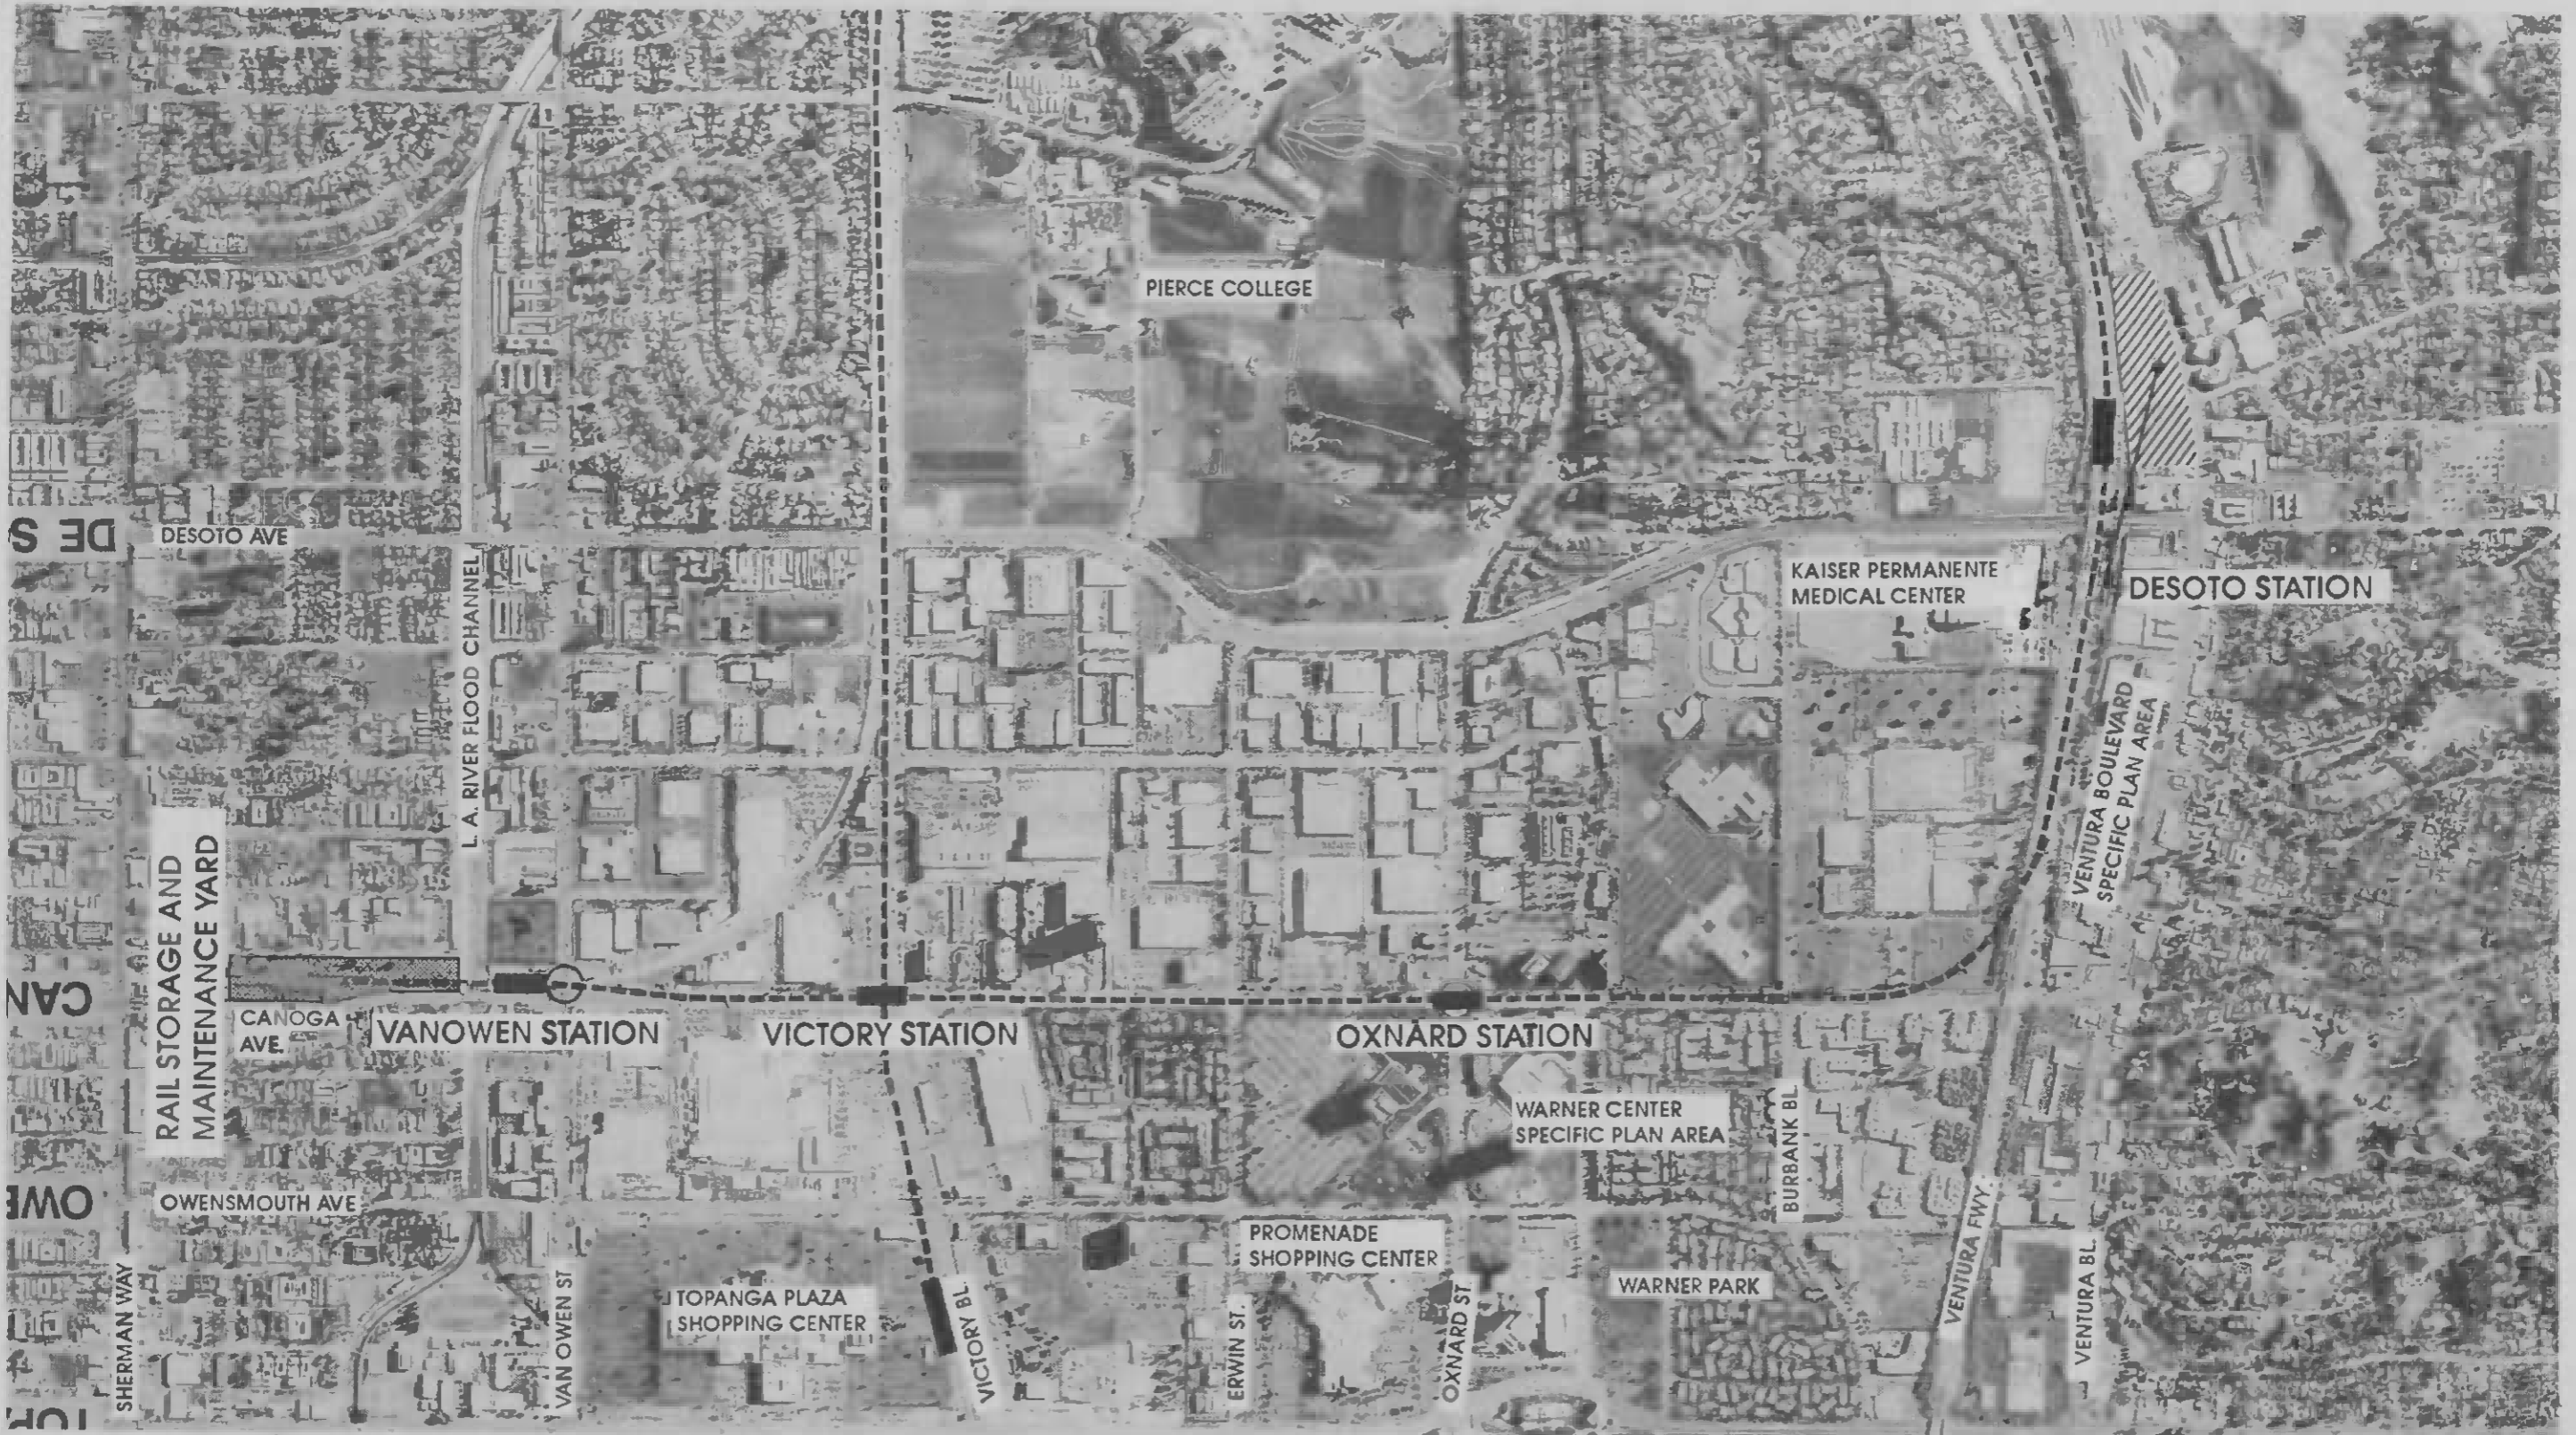 PIERCE COLLEGE
DE S
DESOTO AVE
KAISER PERMANENTE
MEDICAL CENTER
DESOTO STATION
L. A. RIVER FLOOD CHANNEL
VENTURA BOULEVARD
SPECIFIC PLAN AREA
RAIL STORAGE AND
MAINTENANCE YARD
CAN
CANOGA
AVE.
VANOWEN STATION
VICTORY STATION
OXNARD STATION
WARNER CENTER
SPECIFIC PLAN AREA
BURBANK BL.
OWE
OWENSMOUTH AVE
PROMENADE
SHOPPING CENTER
WARNER PARK
TOPANGA PLAZA
SHOPPING CENTER
SHERMAN WAY
VAN OWEN ST
VICTORY BL.
ERWIN ST.
OXNARD ST
VENTURA FWY.
VENTURA BL.